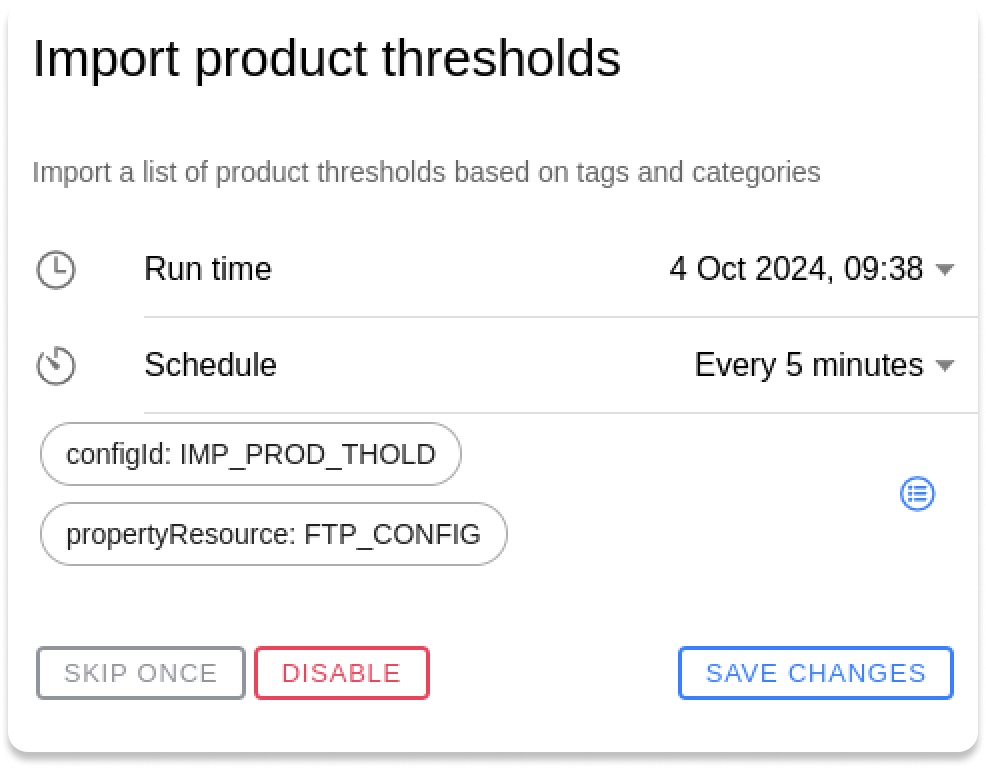 Import product thresholds
Import a list of product thresholds based on tags and categories
Run time 4 Oct 2024, 09:38
Schedule Every 5 minutes
configId: IMP_PROD_THOLD
propertyResource: FTP_CONFIG
SKIP ONCE DISABLE SAVE CHANGES